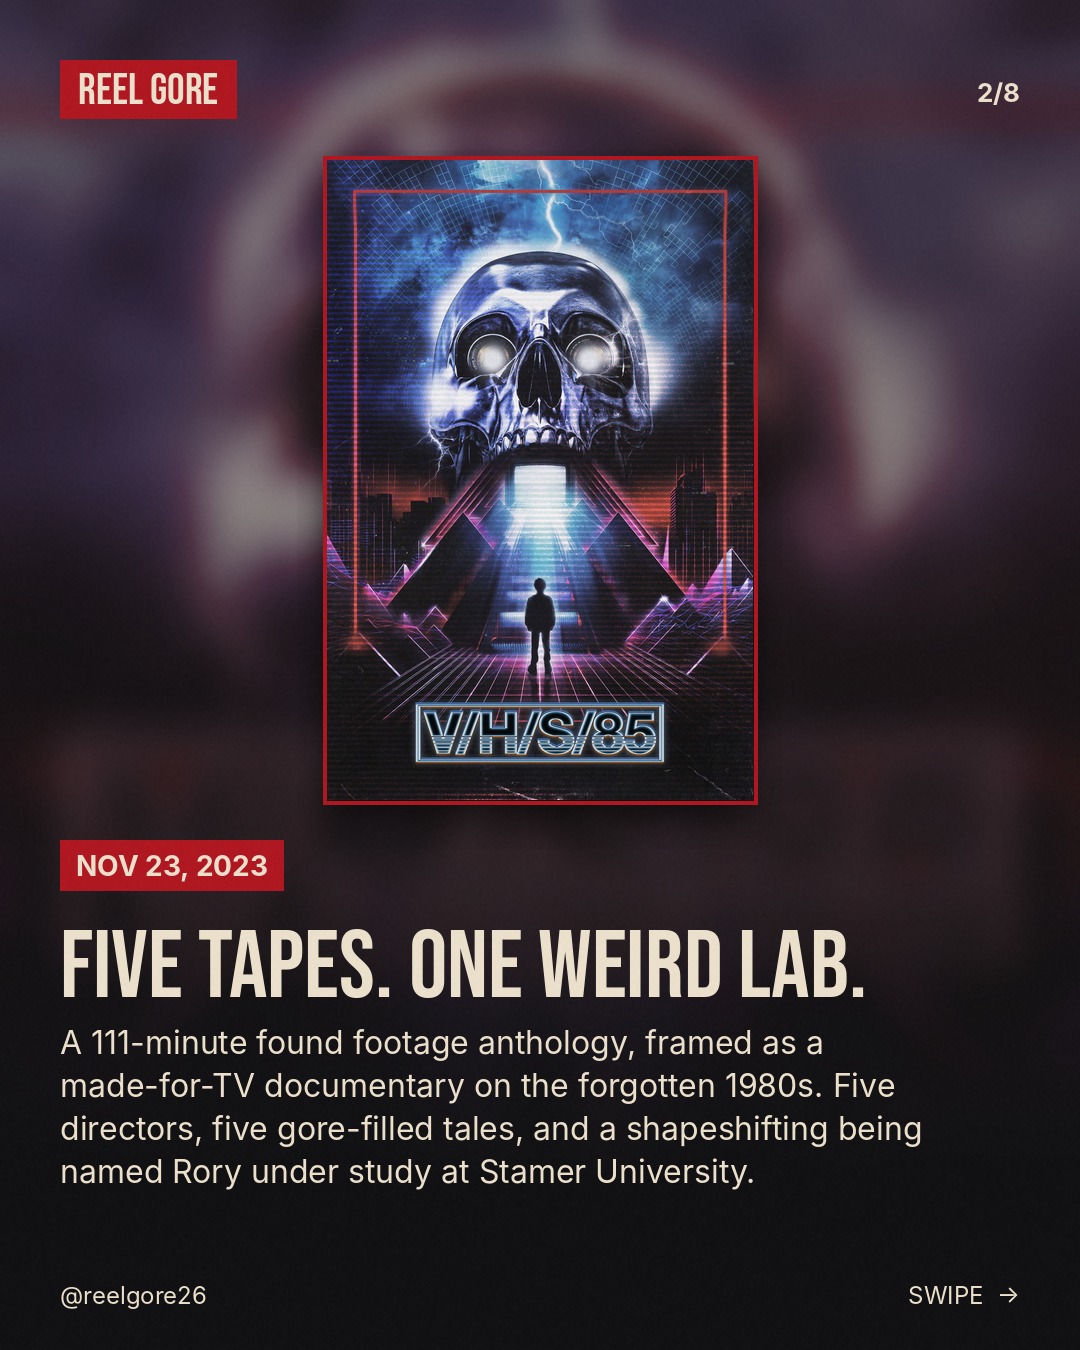 REEL GORE
2/8
V/H/S/85
NOV 23, 2023
FIVE TAPES. ONE WEIRD LAB.
A 111-minute found footage anthology, framed as a
made-for-TV documentary on the forgotten 1980s. Five
directors, five gore-filled tales, and a shapeshifting being
named Rory under study at Stamer University.
@reelgore26
SWIPE →